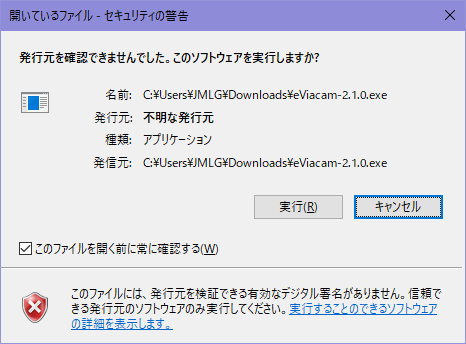 開いているファイル - セキュリティの警告
発行元を確認できませんでした。このソフトウェアを実行しますか?
名前: C:¥Users¥JMLG¥Downloads¥eViacam-2.1.0.exe
発行元: 不明な発行元
種類: アプリケーション
発信元: C:¥Users¥JMLG¥Downloads¥eViacam-2.1.0.exe
実行(R) キャンセル
このファイルを開く前に常に確認する(W)
このファイルには、発行元を検証できる有効なデジタル署名がありません。信頼で
きる発行元のソフトウェアのみ実行してください。実行することのできるソフトウェア
の詳細を表示します。